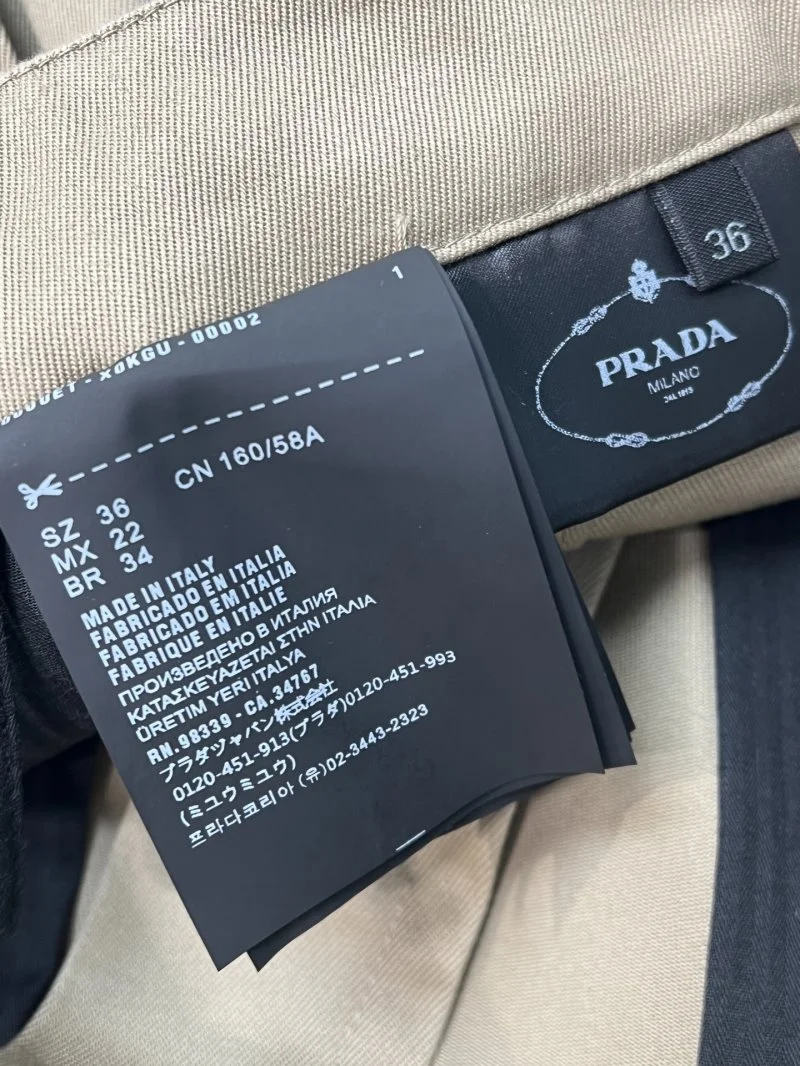 1
- X0KGU - 00002
CN 160/58A
SZ 36
MX 22
BR 34
MADE IN ITALY
FABRICADO EN ITALIA
FABRICADO EM ITALIA
FABRIQUE EN ITALIE
ПРОИЗВЕДЕНО В ИТАЛИЯ
ΚΑΤΑΣΚΕΥΑΖΕΤΑΙ ΣΤΗΝ ΙΤΑΛΙΑ
ÜRETIM YERI ITALYA
RN.98339 - CA.34767
プラダジャパン株式会社
0120-451-913(プラダ)0120-451-993
(ミュウミュウ)
프라다코리아 (유)02-3443-2323
36
PRADA
MILANO
DAL 1913